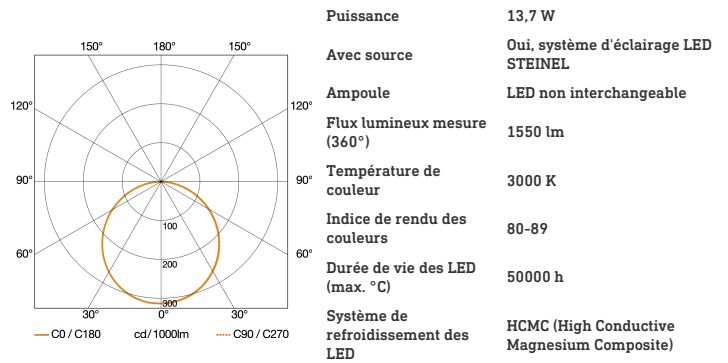 150° 180° 150°
120° 120°
90° 90°
60° 60°
100
200
300
30° 0° 30°
C0 / C180 cd/1000lm C90 / C270
Puissance 13,7 W
Avec source Oui, système d'éclairage LED
STEINEL
Ampoule LED non interchangeable
Flux lumineux mesure
(360°) 1550 lm
Température de
couleur 3000 K
Indice de rendu des
couleurs 80-89
Durée de vie des LED
(max. °C) 50000 h
Système de
refroidissement des
LED
HCMC (High Conductive
Magnesium Composite)